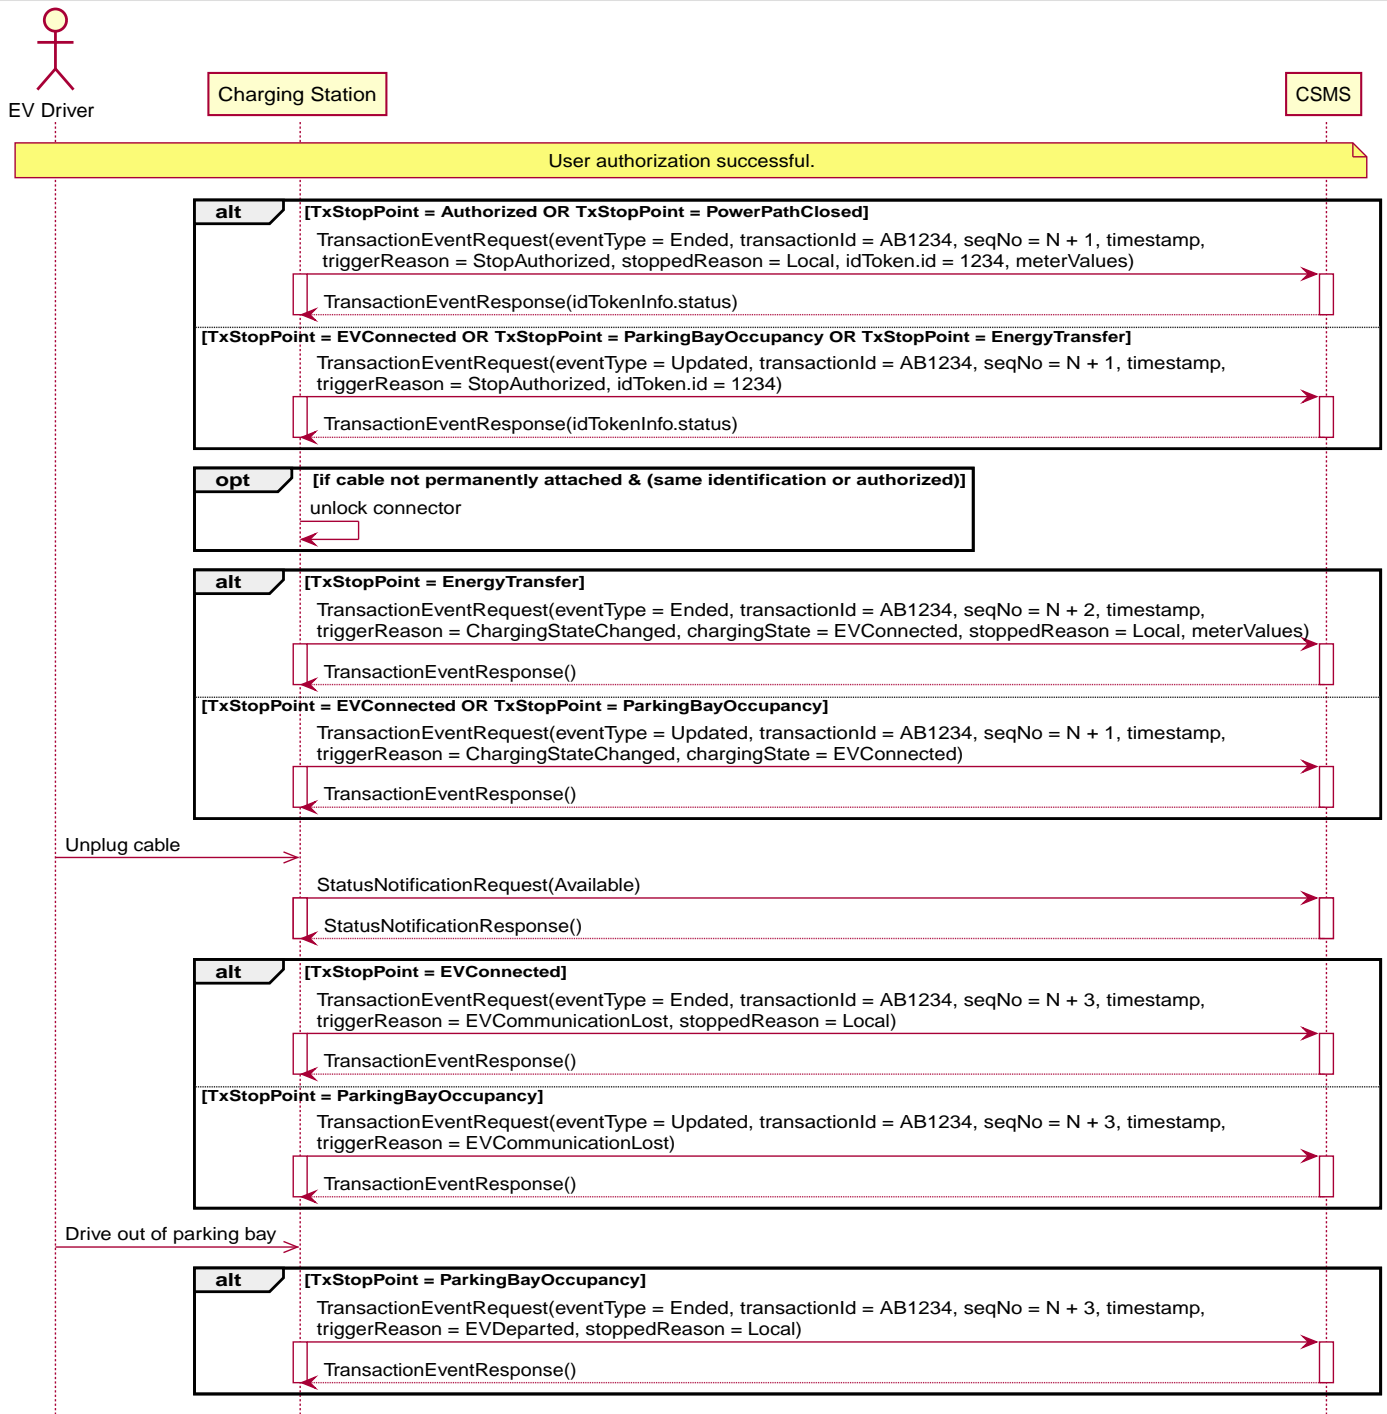 EV Driver
Charging Station
CSMS
User authorization successful.
alt
[TxStopPoint = Authorized OR TxStopPoint = PowerPathClosed]
TransactionEventRequest(eventType = Ended, transactionId = AB1234, seqNo = N + 1, timestamp,
triggerReason = StopAuthorized, stoppedReason = Local, idToken.id = 1234, meterValues)
TransactionEventResponse(idTokenInfo.status)
[TxStopPoint = EVConnected OR TxStopPoint = ParkingBayOccupancy OR TxStopPoint = EnergyTransfer]
TransactionEventRequest(eventType = Updated, transactionId = AB1234, seqNo = N + 1, timestamp,
triggerReason = StopAuthorized, idToken.id = 1234)
TransactionEventResponse(idTokenInfo.status)
opt
[if cable not permanently attached & (same identification or authorized)]
unlock connector
alt
[TxStopPoint = EnergyTransfer]
TransactionEventRequest(eventType = Ended, transactionId = AB1234, seqNo = N + 2, timestamp,
triggerReason = ChargingStateChanged, chargingState = EVConnected, stoppedReason = Local, meterValues)
TransactionEventResponse()
[TxStopPoint = EVConnected OR TxStopPoint = ParkingBayOccupancy]
TransactionEventRequest(eventType = Updated, transactionId = AB1234, seqNo = N + 1, timestamp,
triggerReason = ChargingStateChanged, chargingState = EVConnected)
TransactionEventResponse()
Unplug cable
StatusNotificationRequest(Available)
StatusNotificationResponse()
alt
[TxStopPoint = EVConnected]
TransactionEventRequest(eventType = Ended, transactionId = AB1234, seqNo = N + 3, timestamp,
triggerReason = EVCommunicationLost, stoppedReason = Local)
TransactionEventResponse()
[TxStopPoint = ParkingBayOccupancy]
TransactionEventRequest(eventType = Updated, transactionId = AB1234, seqNo = N + 3, timestamp,
triggerReason = EVCommunicationLost)
TransactionEventResponse()
Drive out of parking bay
alt
[TxStopPoint = ParkingBayOccupancy]
TransactionEventRequest(eventType = Ended, transactionId = AB1234, seqNo = N + 3, timestamp,
triggerReason = EVDeparted, stoppedReason = Local)
TransactionEventResponse()